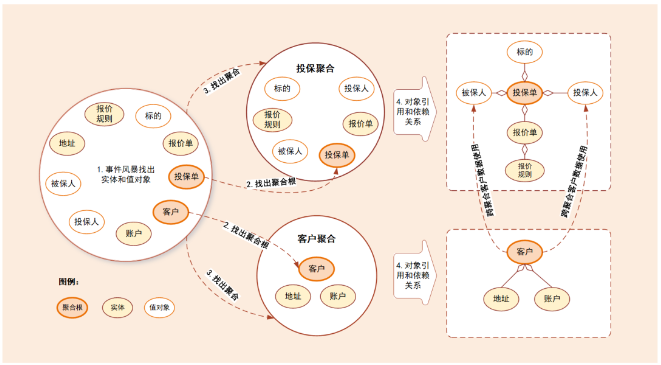 报价
规则
标的
地址
报价单
1. 事件风暴找出
实体和值对象
投保单
被保人
客户
投保人
账户
图例：
聚合根
实体
值对象
3. 找出聚合
2. 找出聚合根
2. 找出聚合根
3. 找出聚合
投保聚合
标的
投保人
报价
规则
报价单
被保人
投保单
客户聚合
客户
地址
账户
4. 对象引
用和依赖
关系
4. 对象引
用和依赖
关系
标的
被保人
投保单
投保人
报价单
报价
规则
跨聚合客户数据使用
跨聚合客户数据使用
客户
地址
账户